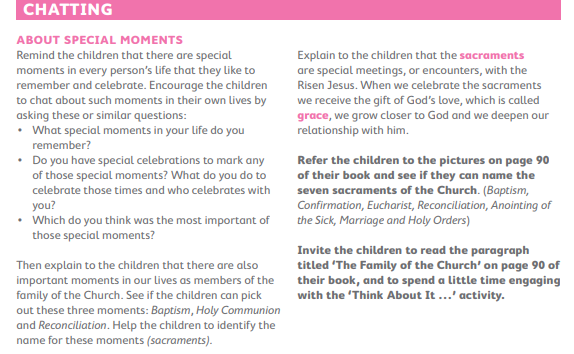 CHATTING
ABOUT SPECIAL MOMENTS
Remind the children that there are special
moments in every person's life that they like to
remember and celebrate. Encourage the children
to chat about such moments in their own lives by
asking these or similar questions:
• What special moments in your life do you
remember?
• Do you have special celebrations to mark any
of those special moments? What do you do to
celebrate those times and who celebrates with
you?
• Which do you think was the most important of
those special moments?
Then explain to the children that there are also
important moments in our lives as members of the
family of the Church. See if the children can pick
out these three moments: Baptism, Holy Communion
and Reconciliation. Help the children to identify the
name for these moments (sacraments).
Explain to the children that the sacraments
are special meetings, or encounters, with the
Risen Jesus. When we celebrate the sacraments
we receive the gift of God's love, which is called
grace, we grow closer to God and we deepen our
relationship with him.
Refer the children to the pictures on page 90
of their book and see if they can name the
seven sacraments of the Church. (Baptism,
Confirmation, Eucharist, Reconciliation, Anointing of
the Sick, Marriage and Holy Orders)
Invite the children to read the paragraph
titled 'The Family of the Church' on page 90 of
their book, and to spend a little time engaging
with the 'Think About It ...' activity.